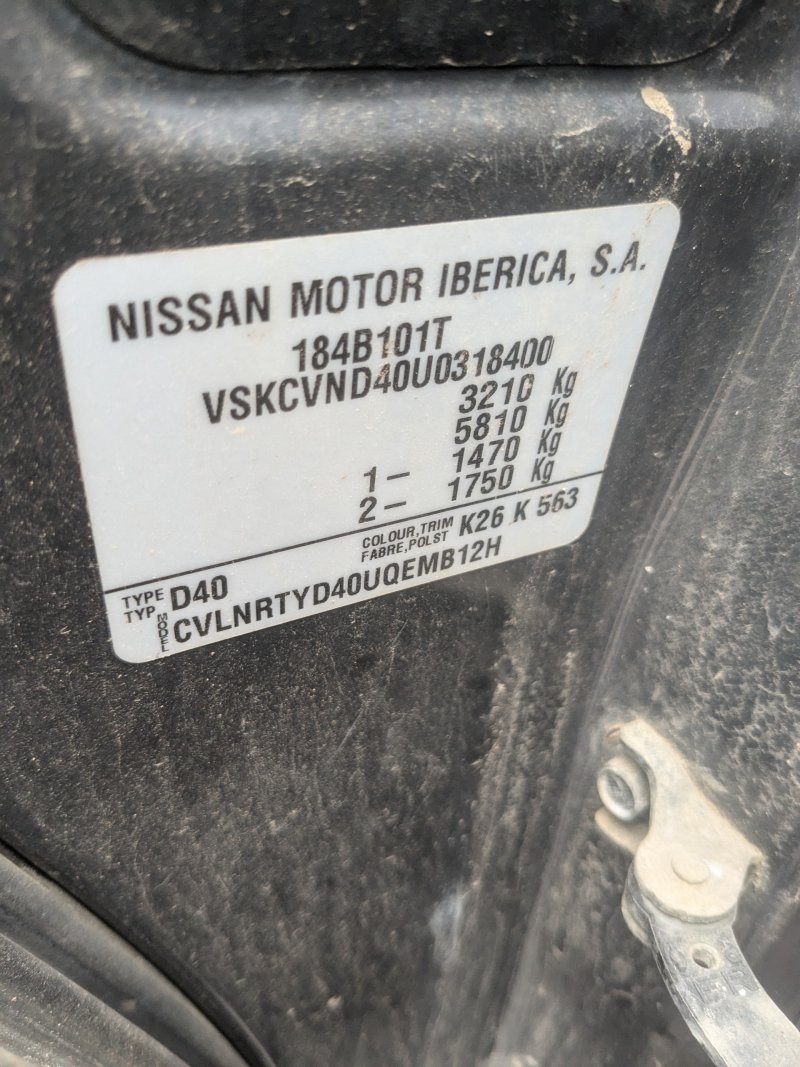 NISSAN MOTOR IBERICA, S.A.
184B101T
VSKCVND40U0318400
3210 Kg
5810 Kg
1- 1470 Kg
2- 1750 Kg
COLOUR,TRIM K26 K 563
FABRE,POLST
TYPE D40
TYP
MODEL CVLNRTYD40UQEMB12H